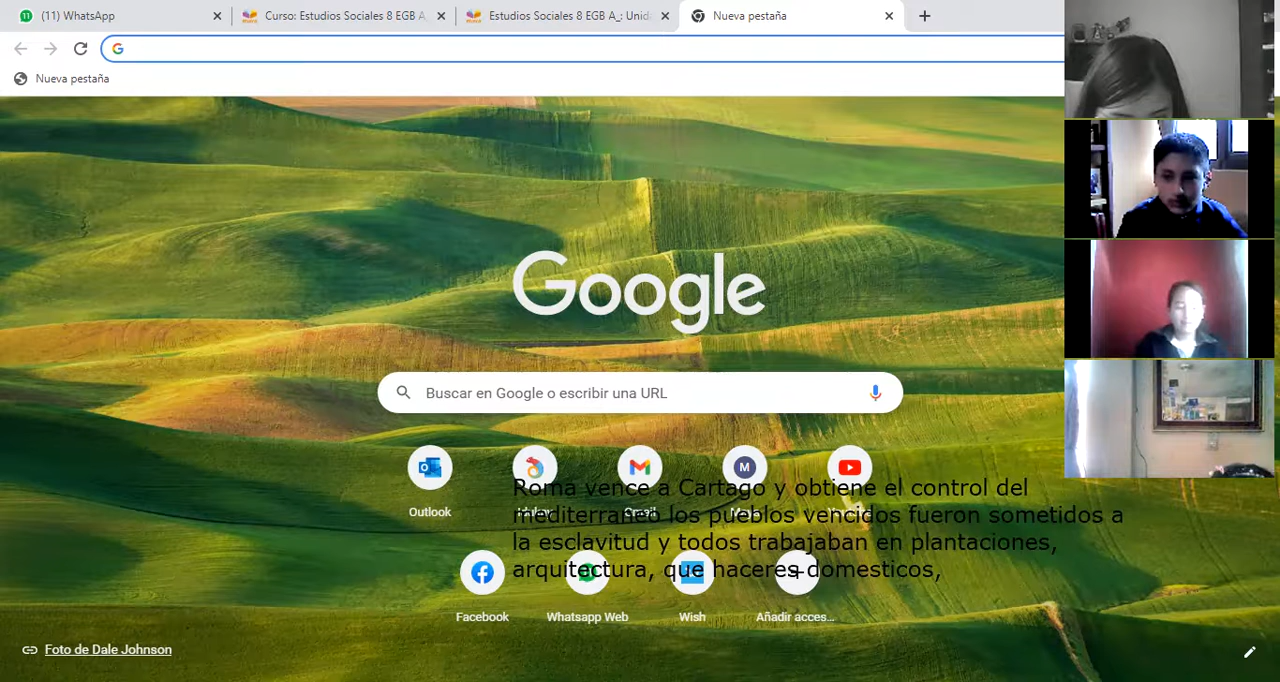 (11) WhatsApp
Curso: Estudios Sociales 8 EGB A_
Estudios Sociales 8 EGB A_: Unid
Nueva pestaña
Nueva pestaña
Google
Buscar en Google o escribir una URL
M
Roma vence a Cartago y obtiene el control del
Outlook
Gmail
mediterraneo los pueblos vencidos fueron sometidos a
la esclavitud y todos trabajaban en plantaciones,
arquitectura, que haceres domesticos,
Facebook
Whatsapp Web
Wish
Añadir acces...
Foto de Dale Johnson